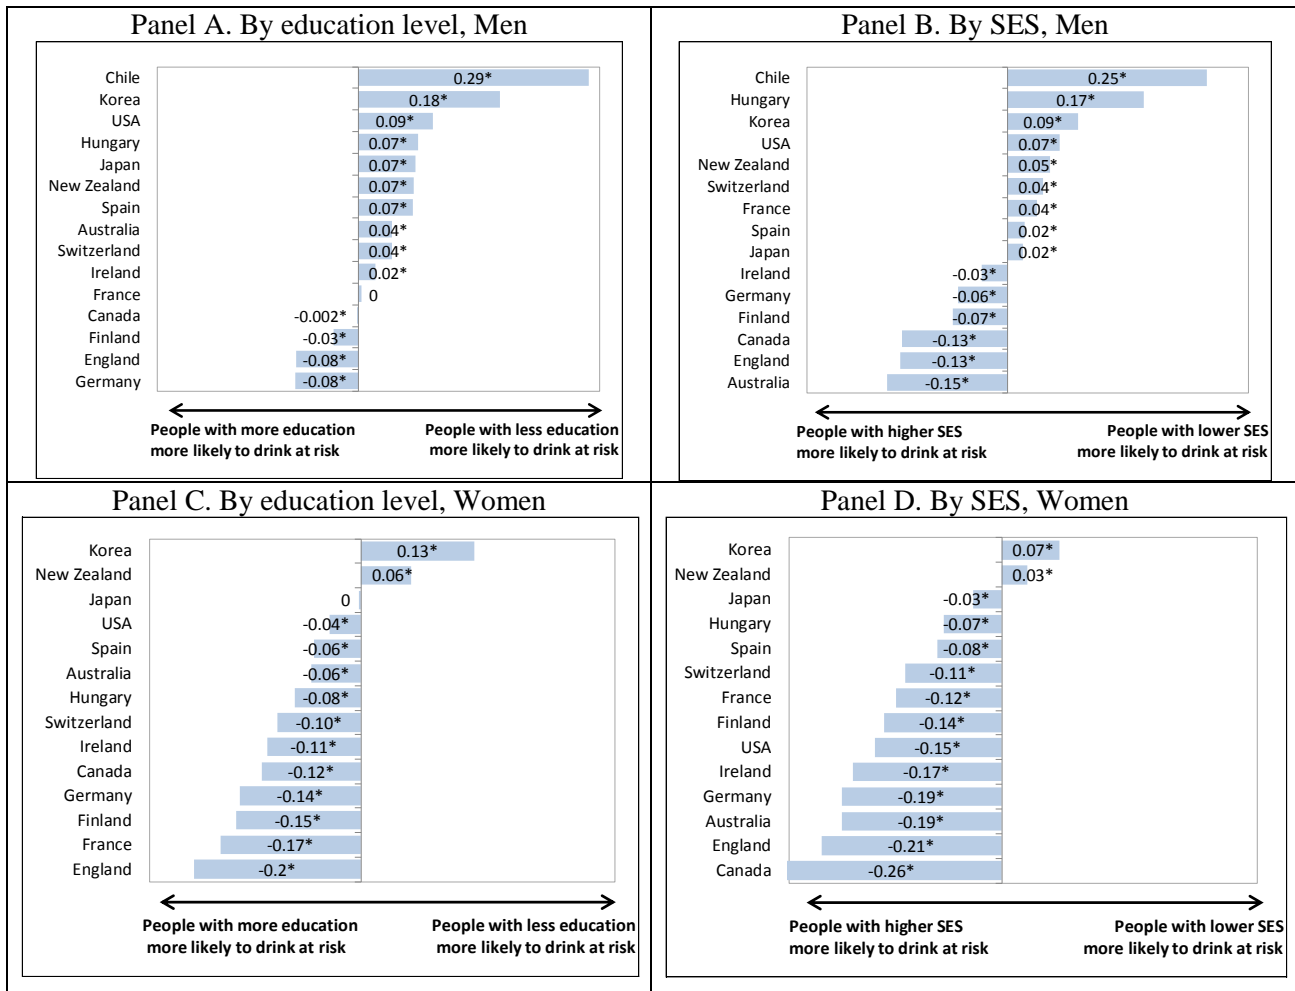 Panel A. By education level, Men
Chile 0.29*
Korea 0.18*
USA 0.09*
Hungary 0.07*
Japan 0.07*
New Zealand 0.07*
Spain 0.07*
Australia 0.04*
Switzerland 0.04*
Ireland 0.02*
France 0
Canada -0.002*
Finland -0.03*
England -0.08*
Germany -0.08*
People with more education People with less education
more likely to drink at risk more likely to drink at risk
Panel B. By SES, Men
Chile 0.25*
Hungary 0.17*
Korea 0.09*
USA 0.07*
New Zealand 0.05*
Switzerland 0.04*
France 0.04*
Spain 0.02*
Japan 0.02*
Ireland -0.03*
Germany -0.06*
Finland -0.07*
Canada -0.13*
England -0.13*
Australia -0.15*
People with higher SES People with lower SES
more likely to drink at risk more likely to drink at risk
Panel C. By education level, Women
Korea 0.13*
New Zealand 0.06*
Japan 0
USA -0.04*
Spain -0.06*
Australia -0.06*
Hungary -0.08*
Switzerland -0.10*
Ireland -0.11*
Canada -0.12*
Germany -0.14*
Finland -0.15*
France -0.17*
England -0.2*
People with more education People with less education
more likely to drink at risk more likely to drink at risk
Panel D. By SES, Women
Korea 0.07*
New Zealand 0.03*
Japan -0.03*
Hungary -0.07*
Spain -0.08*
Switzerland -0.11*
France -0.12*
Finland -0.14*
USA -0.15*
Ireland -0.17*
Germany -0.19*
Australia -0.19*
England -0.21*
Canada -0.26*
People with higher SES People with lower SES
more likely to drink at risk more likely to drink at risk